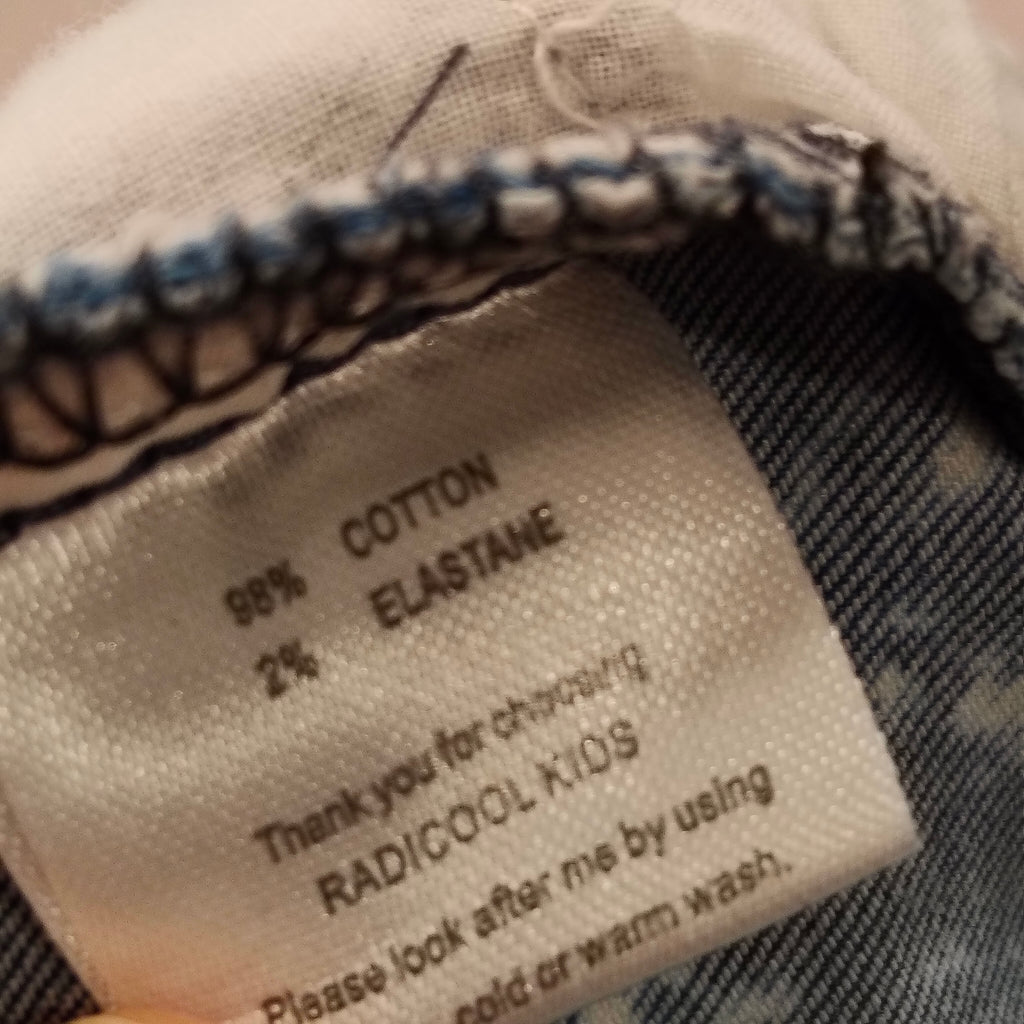 98% COTTON
2% ELASTANE
Thank you for choosing
RADICOOL KIDS
Please look after me by using
cold or warm wash.